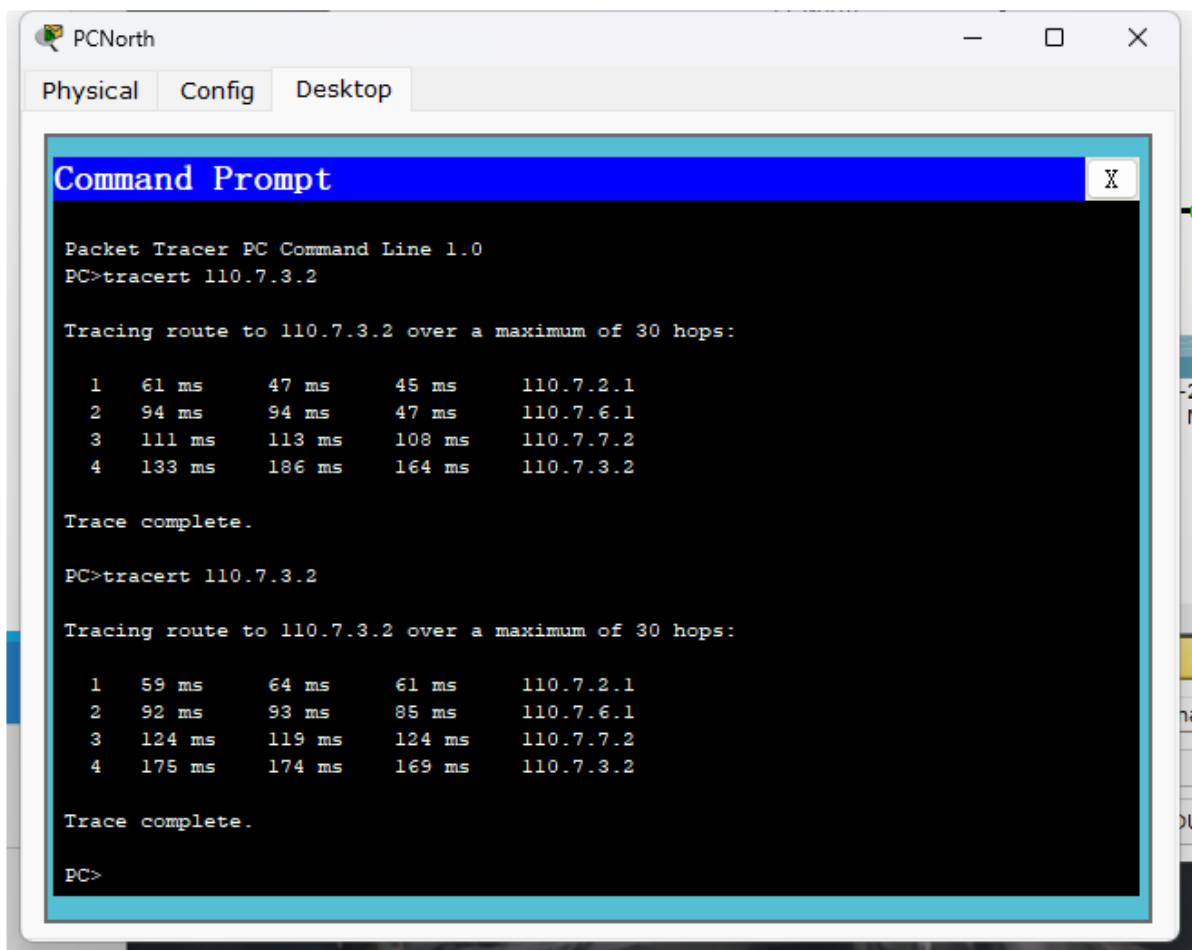 PCNorth
Physical Config Desktop
Command Prompt X
Packet Tracer PC Command Line 1.0
PC>tracert 110.7.3.2
Tracing route to 110.7.3.2 over a maximum of 30 hops:
1 61 ms 47 ms 45 ms 110.7.2.1
2 94 ms 94 ms 47 ms 110.7.6.1
3 111 ms 113 ms 108 ms 110.7.7.2
4 133 ms 186 ms 164 ms 110.7.3.2
Trace complete.
PC>tracert 110.7.3.2
Tracing route to 110.7.3.2 over a maximum of 30 hops:
1 59 ms 64 ms 61 ms 110.7.2.1
2 92 ms 93 ms 85 ms 110.7.6.1
3 124 ms 119 ms 124 ms 110.7.7.2
4 175 ms 174 ms 169 ms 110.7.3.2
Trace complete.
PC>